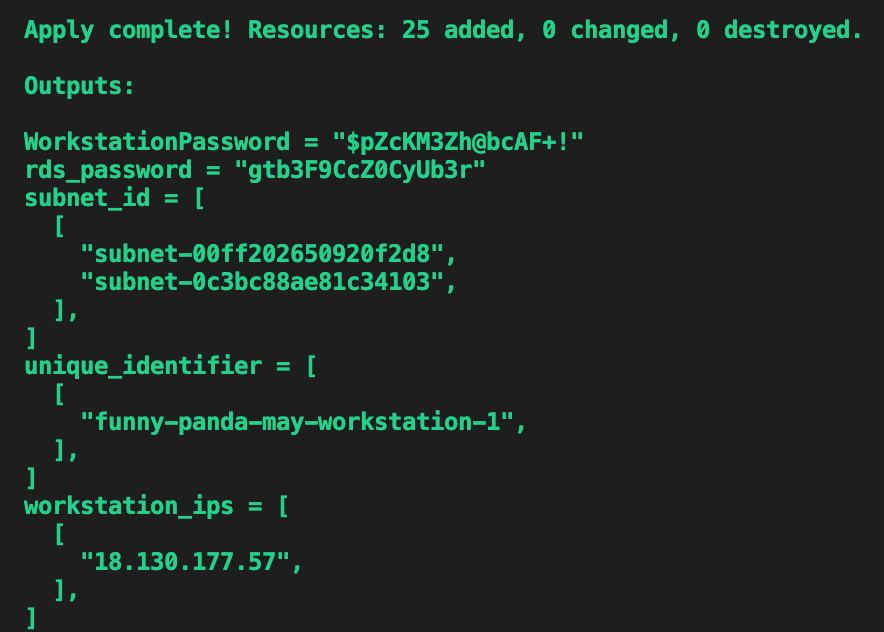 Apply complete! Resources: 25 added, 0 changed, 0 destroyed.
Outputs:
WorkstationPassword = "$pZcKM3Zh@bcAF+!"
rds_password = "gtb3F9CcZ0CyUb3r"
subnet_id = [
  [
    "subnet-00ff202650920f2d8",
    "subnet-0c3bc88ae81c34103",
  ],
]
unique_identifier = [
  [
    "funny-panda-may-workstation-1",
  ],
]
workstation_ips = [
  [
    "18.130.177.57",
  ],
]